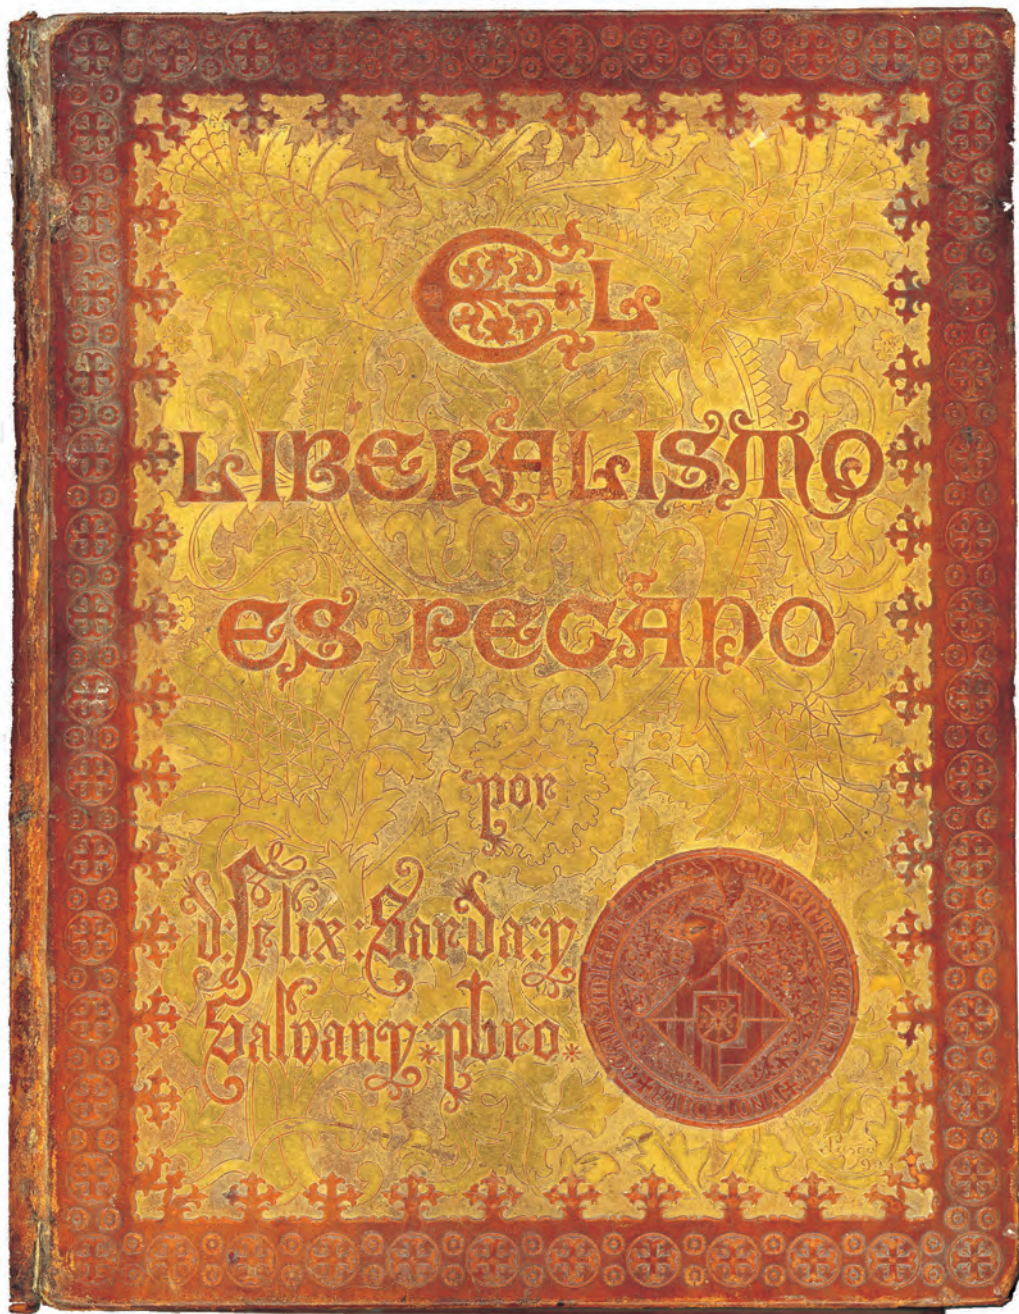 EL
LIBERALISMO
ES PECADO
por
d. Felix: Sarda: y
Salvany: pbro.